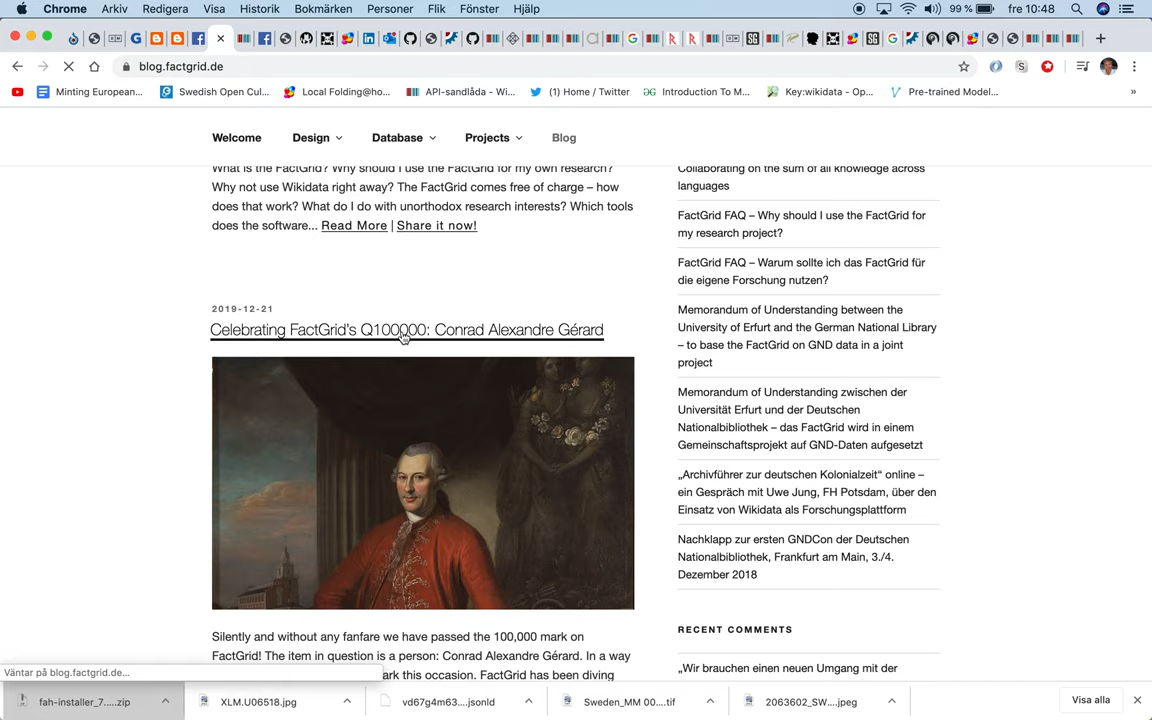 Chrome Arkiv Redigera Visa Historik Bokmärken Personer Flik Fönster Hjälp 99 % fre 10:48
blog.factgrid.de
Minting European... Swedish Open Cul... Local Folding@ho... API-sandlåda - Wi... (1) Home / Twitter Introduction To M... Key:wikidata - Op... Pre-trained Model... »
Welcome Design Database Projects Blog
What is the FactGrid? Why should I use the FactGrid for my own research?
Why not use Wikidata right away? The FactGrid comes free of charge – how
does that work? What do I do with unorthodox research interests? Which tools
does the software... Read More | Share it now!
2019-12-21
Celebrating FactGrid's Q100000: Conrad Alexandre Gérard
Silently and without any fanfare we have passed the 100,000 mark on
FactGrid! The item in question is a person: Conrad Alexandre Gérard. In a way
ark this occasion. FactGrid has been diving
Collaborating on the sum of all knowledge across
languages
FactGrid FAQ – Why should I use the FactGrid for
my research project?
FactGrid FAQ – Warum sollte ich das FactGrid für
die eigene Forschung nutzen?
Memorandum of Understanding between the
University of Erfurt and the German National Library
– to base the FactGrid on GND data in a joint
project
Memorandum of Understanding zwischen der
Universität Erfurt und der Deutschen
Nationalbibliothek – das FactGrid wird in einem
Gemeinschaftsprojekt auf GND-Daten aufgesetzt
„Archivführer zur deutschen Kolonialzeit“ online –
ein Gespräch mit Uwe Jung, FH Potsdam, über den
Einsatz von Wikidata als Forschungsplattform
Nachklapp zur ersten GNDCon der Deutschen
Nationalbibliothek, Frankfurt am Main, 3./4.
Dezember 2018
RECENT COMMENTS
„Wir brauchen einen neuen Umgang mit der
Väntar på blog.factgrid.de...
fah-installer_7....zip XLM.U06518.jpg vd67g4m63....jsonld Sweden_MM 00....tif 2063602_SW....jpeg Visa alla